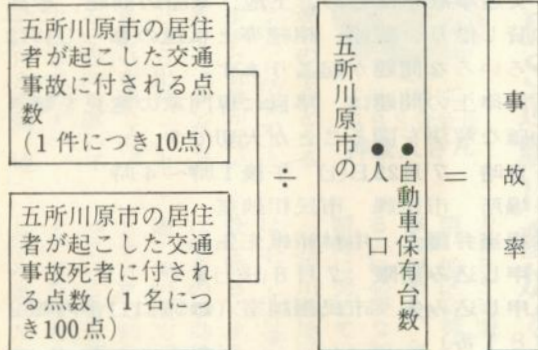 五所川原市の居住
者が起こした交通
事故に付される点
数
(1件につき10点)
五所川原市の居住
者が起こした交通
事故死者に付され
る点数(1名につ
き100点)
÷
五所川原市の
●自動車保有台数
●人口
=
事故率